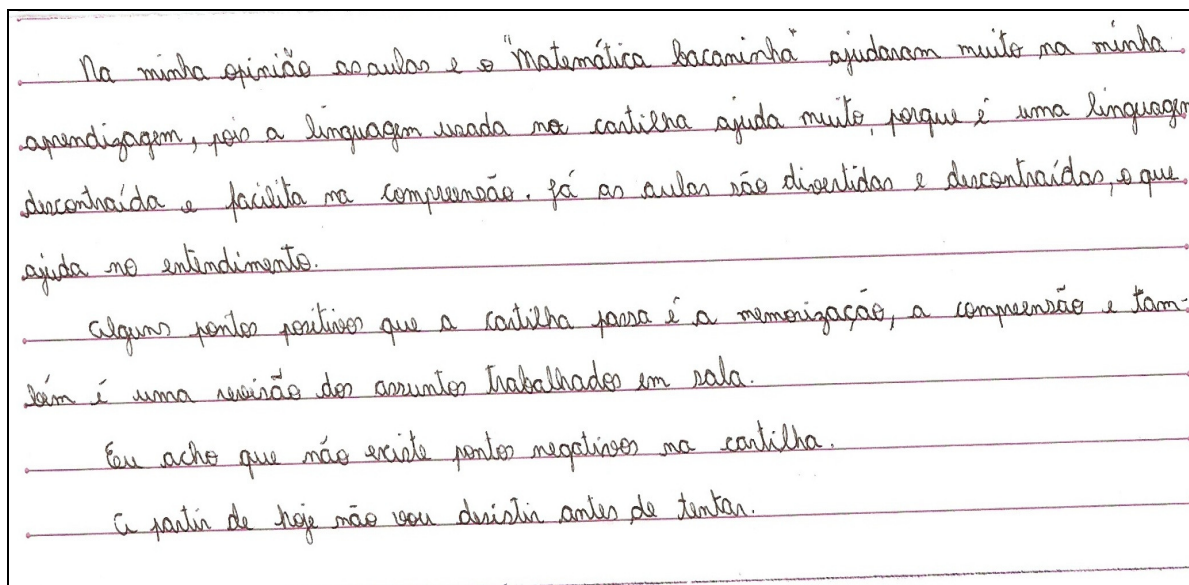 Na minha opinião as aulas e o "Matemática bacaninha" ajudaram muito na minha
aprendizagem, pois a linguagem usada na cartilha ajuda muito, porque é uma linguagem
descontraída e facilita na compreensão. Já as aulas são divertidas e descontraídas, o que
ajuda no entendimento.
Alguns pontos positivos que a cartilha passa é a memorização, a compreensão e tam-
bém é uma revisão dos assuntos trabalhados em sala.
Eu acho que não existe pontos negativos na cartilha.
A partir de hoje não vou desistir antes de tentar.